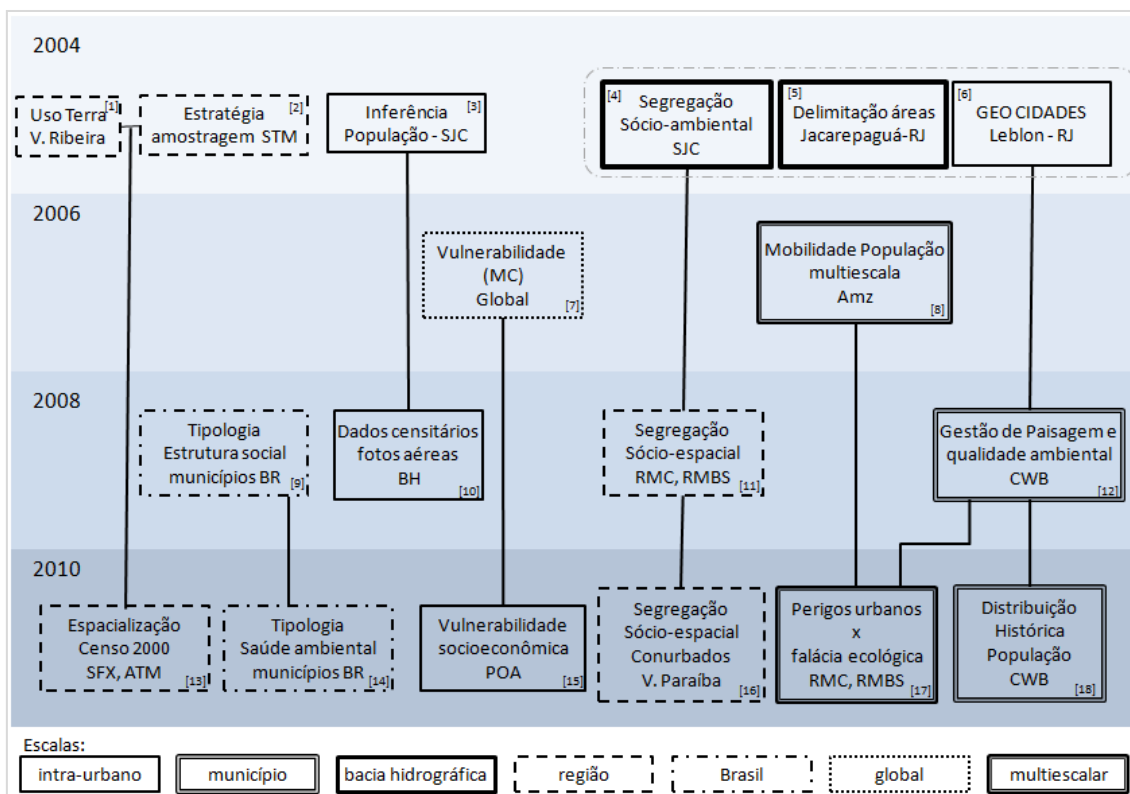 2004
[1]
Uso Terra
V. Ribeira
[2]
Estratégia
amostragem STM
[3]
Inferência
População - SJC
[4]
Segregação
Sócio-ambiental
SJC
[5]
Delimitação áreas
Jacarepaguá-RJ
[6]
GEO CIDADES
Leblon - RJ
2006
Vulnerabilidade
(MC)
Global
[7]
Mobilidade População
multiescala
Amz
[8]
2008
Tipologia
Estrutura social
municípios BR
[9]
Dados censitários
fotos aéreas
BH
[10]
Segregação
Sócio-espacial
RMC, RMBS
[11]
Gestão de Paisagem e
qualidade ambiental
CWB
[12]
2010
Espacialização
Censo 2000
SFX, ATM
[13]
Tipologia
Saúde ambiental
municípios BR
[14]
Vulnerabilidade
socioeconômica
POA
[15]
Segregação
Sócio-espacial
Conurbados
V. Paraíba
[16]
Perigos urbanos
x
falácia ecológica
RMC, RMBS
[17]
Distribuição
Histórica
População
CWB
[18]
Escalas:
intra-urbano
município
bacia hidrográfica
região
Brasil
global
multiescalar